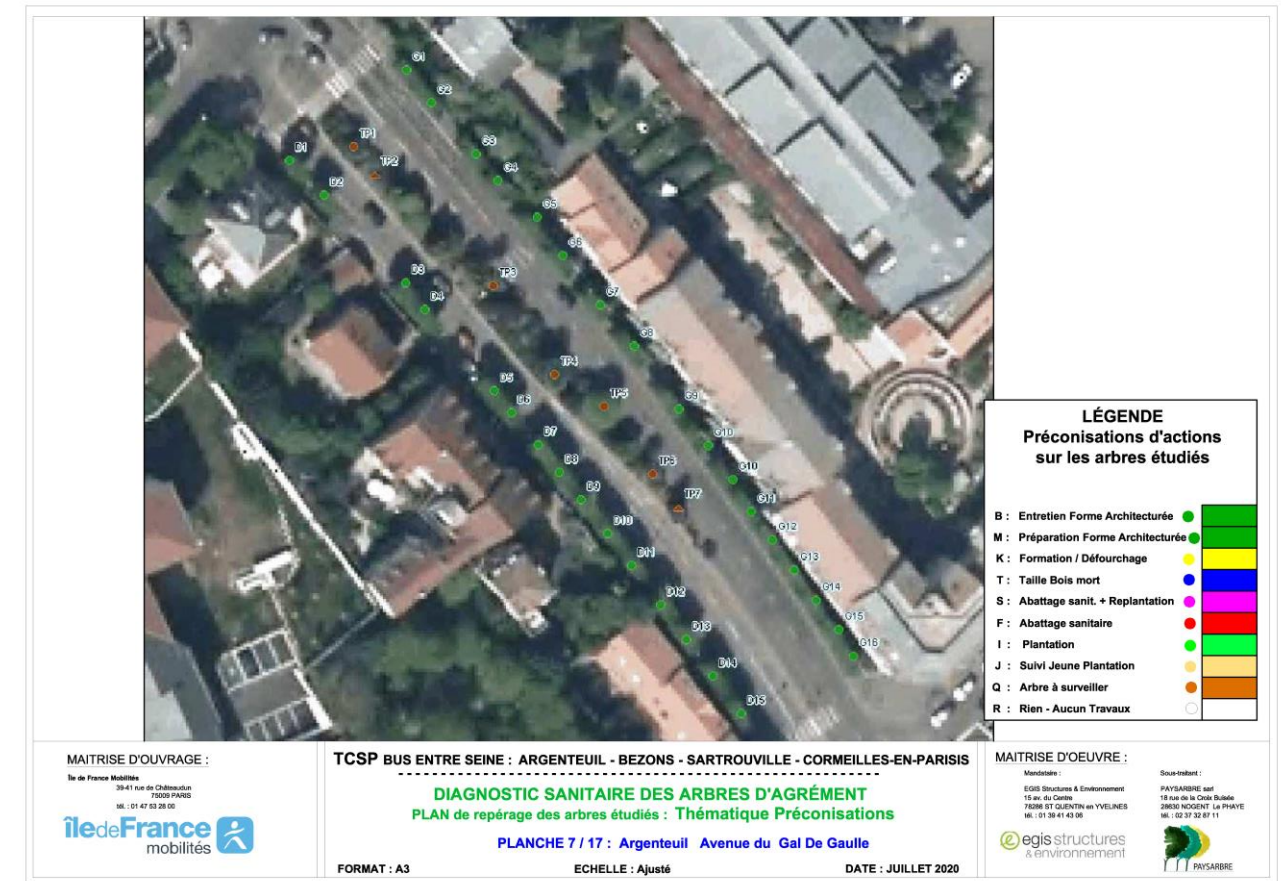 G1
G2
TP1
D1
TP2
G3
G4
D2
G5
G6
D3
TP3
D4
G7
G8
TP4
D5
TP5
D6
G9
D7
G10
D8
TP6
G10
D9
TP7
G11
D10
G12
D11
G13
G14
D12
G15
D13
G16
D14
D15
LÉGENDE
Préconisations d'actions
sur les arbres étudiés
B : Entretien Forme Architecturée
M : Préparation Forme Architecturée
K : Formation / Défourchage
T : Taille Bois mort
S : Abattage sanit. + Replantation
F : Abattage sanitaire
I : Plantation
J : Suivi Jeune Plantation
Q : Arbre à surveiller
R : Rien - Aucun Travaux
MAITRISE D'OUVRAGE :
Île de France Mobilités
39-41 rue de Châteaudun
75009 PARIS
tél. : 01 47 53 28 00
îledeFrance
mobilités
TCSP BUS ENTRE SEINE : ARGENTEUIL - BEZONS - SARTROUVILLE - CORMEILLES-EN-PARISIS
DIAGNOSTIC SANITAIRE DES ARBRES D'AGRÉMENT
PLAN de repérage des arbres étudiés : Thématique Préconisations
PLANCHE 7 / 17 : Argenteuil Avenue du Gal De Gaulle
FORMAT : A3 ECHELLE : Ajusté DATE : JUILLET 2020
MAITRISE D'OEUVRE :
Mandataire :
EGIS Structures & Environnement
15 av. du Centre
78286 ST QUENTIN en YVELINES
tél. : 01 39 41 43 06
egis structures
& environnement
Sous-traitant :
PAYSARBRE sarl
18 rue de la Croix Buisée
28630 NOGENT Le PHAYE
tél. : 02 37 32 87 11
PAYSARBRE